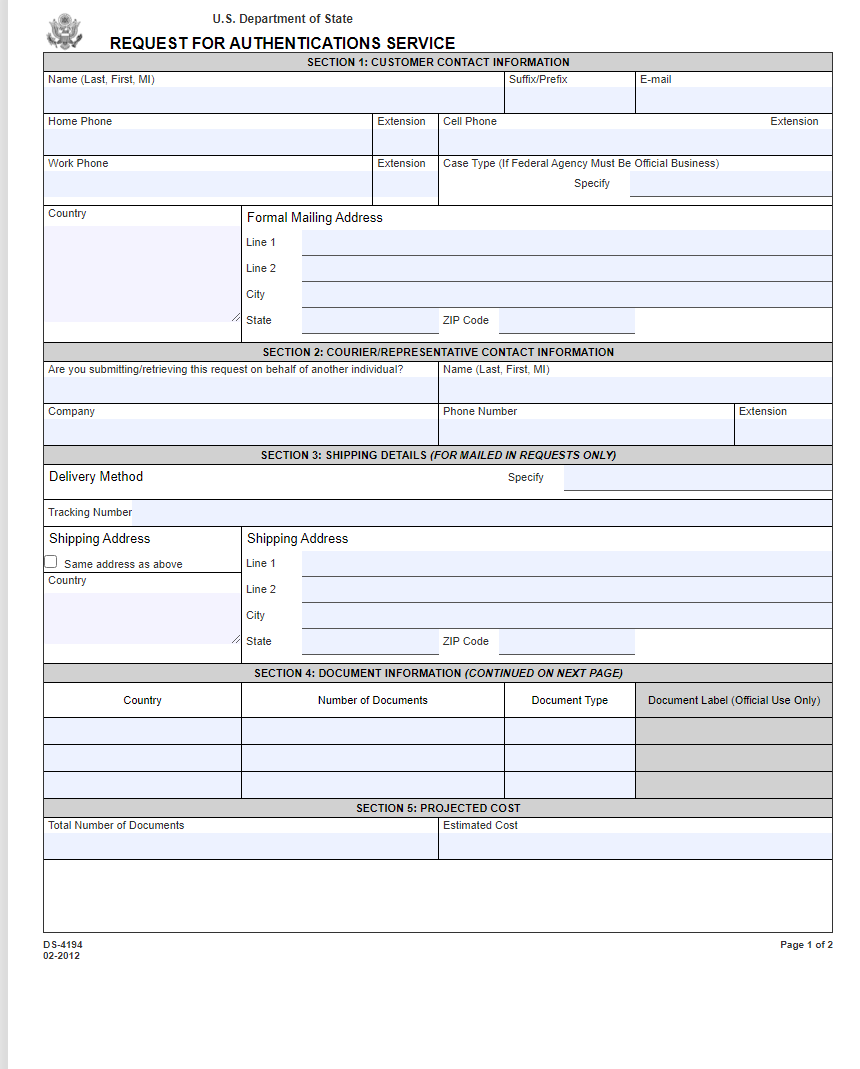 U.S. Department of State
REQUEST FOR AUTHENTICATIONS SERVICE
SECTION 1: CUSTOMER CONTACT INFORMATION
Name (Last, First, MI) Suffix/Prefix E-mail
Home Phone Extension Cell Phone Extension
Work Phone Extension Case Type (If Federal Agency Must Be Official Business)
Specify
Country Formal Mailing Address
Line 1
Line 2
City
State ZIP Code
SECTION 2: COURIER/REPRESENTATIVE CONTACT INFORMATION
Are you submitting/retrieving this request on behalf of another individual? Name (Last, First, MI)
Company Phone Number Extension
SECTION 3: SHIPPING DETAILS (FOR MAILED IN REQUESTS ONLY)
Delivery Method Specify
Tracking Number
Shipping Address Shipping Address
Same address as above Line 1
Country
Line 2
City
State ZIP Code
SECTION 4: DOCUMENT INFORMATION (CONTINUED ON NEXT PAGE)
Country Number of Documents Document Type Document Label (Official Use Only)
SECTION 5: PROJECTED COST
Total Number of Documents Estimated Cost
DS-4194 Page 1 of 2
02-2012